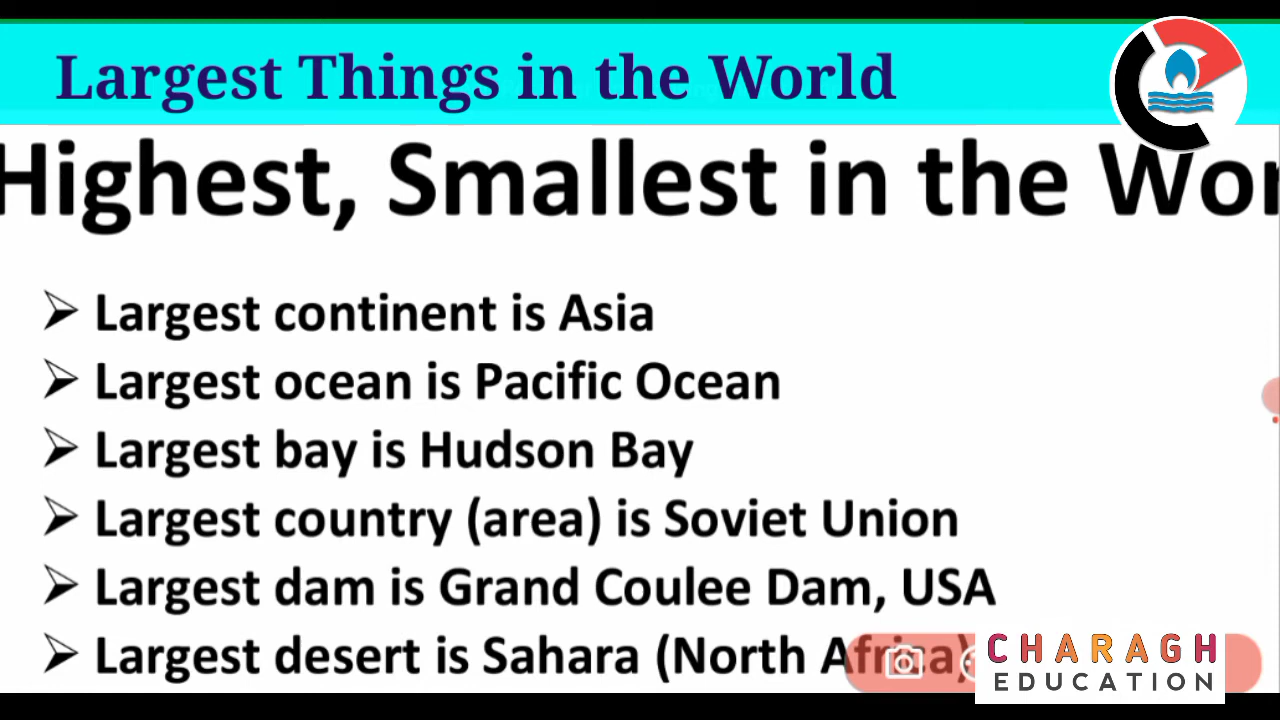 Largest Things in the World
Highest, Smallest in the Wor
Largest continent is Asia
Largest ocean is Pacific Ocean
Largest bay is Hudson Bay
Largest country (area) is Soviet Union
Largest dam is Grand Coulee Dam, USA
Largest desert is Sahara (North Africa)
CHARAGH
EDUCATION